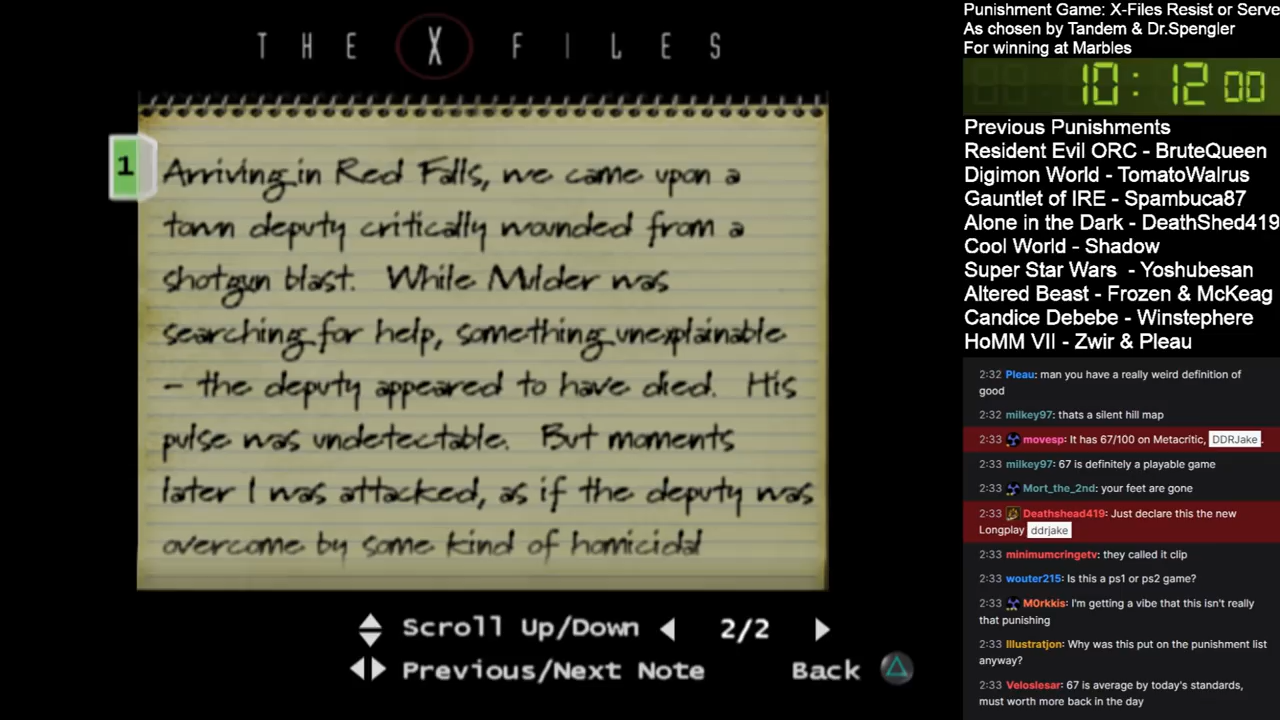 THE X FILES
1
Arriving in Red Falls, we came upon a
town deputy critically wounded from a
shotgun blast. While Mulder was
searching for help, something unexplainable
- the deputy appeared to have died. His
pulse was undetectable. But moments
later I was attacked, as if the deputy was
overcome by some kind of homicidal
Scroll Up/Down 2/2
Previous/Next Note Back
Punishment Game: X-Files Resist or Serve
As chosen by Tandem & Dr.Spengler
For winning at Marbles
10:12 00
Previous Punishments
Resident Evil ORC - BruteQueen
Digimon World - TomatoWalrus
Gauntlet of IRE - Spambuca87
Alone in the Dark - DeathShed419
Cool World - Shadow
Super Star Wars - Yoshubesan
Altered Beast - Frozen & McKeag
Candice Debebe - Winstephere
HoMM VII - Zwir & Pleau
2:32 Pleau: man you have a really weird definition of
good
2:32 milkey97: thats a silent hill map
2:33 movesp: It has 67/100 on Metacritic, DDRJake .
2:33 milkey97: 67 is definitely a playable game
2:33 Mort_the_2nd: your feet are gone
2:33 Deathshead419: Just declare this the new
Longplay ddrjake
2:33 minimumcringetv: they called it clip
2:33 wouter215: Is this a ps1 or ps2 game?
2:33 M0rkkis: I'm getting a vibe that this isn't really
that punishing
2:33 Illustratjon: Why was this put on the punishment list
anyway?
2:33 Veloslesar: 67 is average by today's standards,
must worth more back in the day